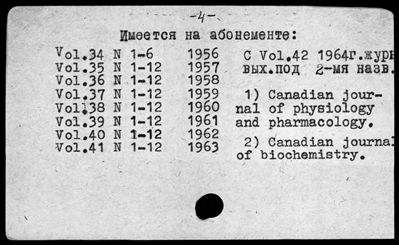 -4-
Имеется на абонементе:
Vol.34 N 1-6 1956
Vol.35 N 1-12 1957
Vol.36 N 1-12 1958
Vol.37 N 1-12 1959
Vol.38 N 1-12 1960
Vol.39 N 1-12 1961
Vol.40 N 1-12 1962
Vol.41 N 1-12 1963
С Vol.42 1964г.журн
вых.под 2-мя назв.
1) Canadian jour-
nal of physiology
and pharmacology.
2) Canadian journal
of biochemistry.